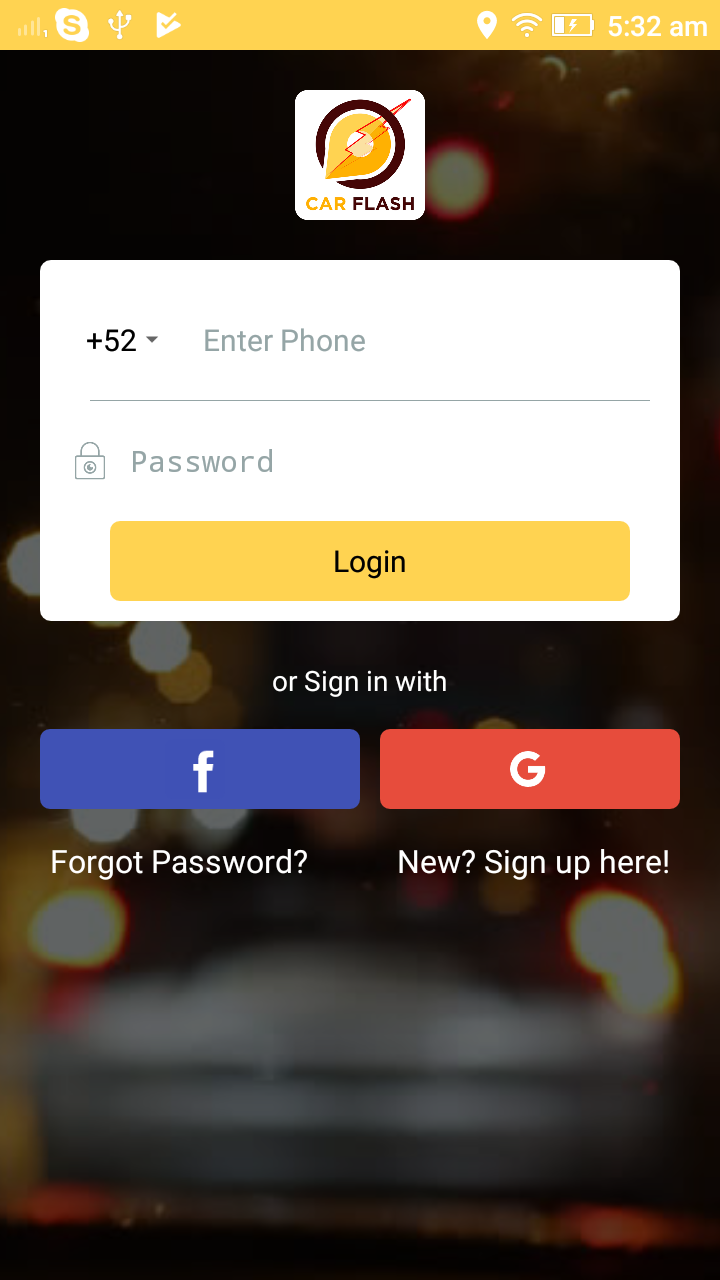 5:32 am
CAR FLASH
+52 Enter Phone
Password
Login
or Sign in with
Forgot Password? New? Sign up here!